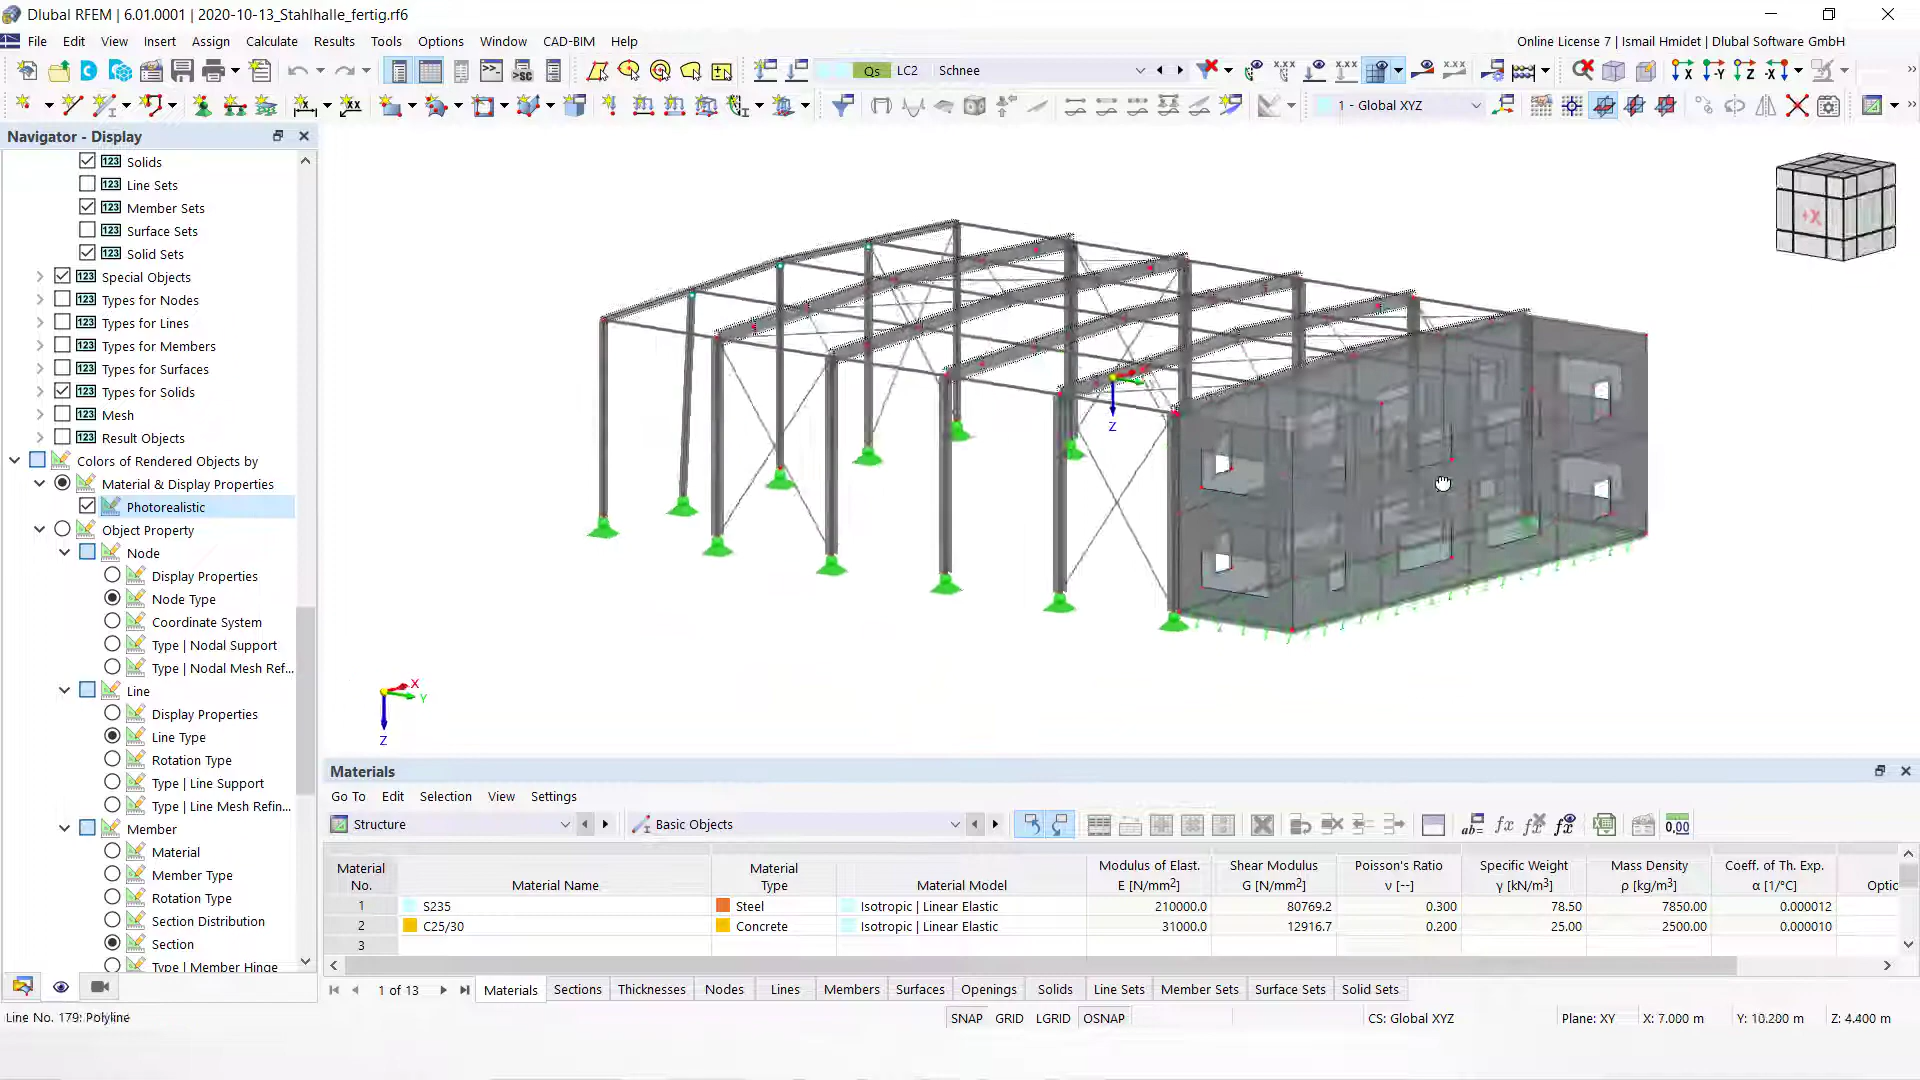 Dlubal RFEM | 6.01.0001 | 2020-10-13_Stahlhalle_fertig.rf6
File Edit View Insert Assign Calculate Results Tools Options Window CAD-BIM Help
Online License 7 | Ismail Hmidet | Dlubal Software GmbH
Qs LC2 Schnee
1 - Global XYZ
Navigator - Display
Solids
Line Sets
Member Sets
Surface Sets
Solid Sets
Special Objects
Types for Nodes
Types for Lines
Types for Members
Types for Surfaces
Types for Solids
Mesh
Result Objects
Colors of Rendered Objects by
Material & Display Properties
Photorealistic
Object Property
Node
Display Properties
Node Type
Coordinate System
Type | Nodal Support
Type | Nodal Mesh Ref...
Line
Display Properties
Line Type
Rotation Type
Type | Line Support
Type | Line Mesh Refin...
Member
Material
Member Type
Rotation Type
Section Distribution
Section
Type | Member Hinge
+X
Z
X
Y
Z
Materials
Go To Edit Selection View Settings
Structure
Basic Objects
Material No. Material Name Material Type Material Model Modulus of Elast. E [N/mm²] Shear Modulus G [N/mm²] Poisson's Ratio ν [--] Specific Weight γ [kN/m³] Mass Density ρ [kg/m³] Coeff. of Th. Exp. α [1/°C] Optic
1 S235 Steel Isotropic | Linear Elastic 210000.0 80769.2 0.300 78.50 7850.00 0.000012
2 C25/30 Concrete Isotropic | Linear Elastic 31000.0 12916.7 0.200 25.00 2500.00 0.000010
3
1 of 13 Materials Sections Thicknesses Nodes Lines Members Surfaces Openings Solids Line Sets Member Sets Surface Sets Solid Sets
Line No. 179: Polyline
SNAP GRID LGRID OSNAP
CS: Global XYZ
Plane: XY X: 7.000 m Y: 10.200 m Z: 4.400 m